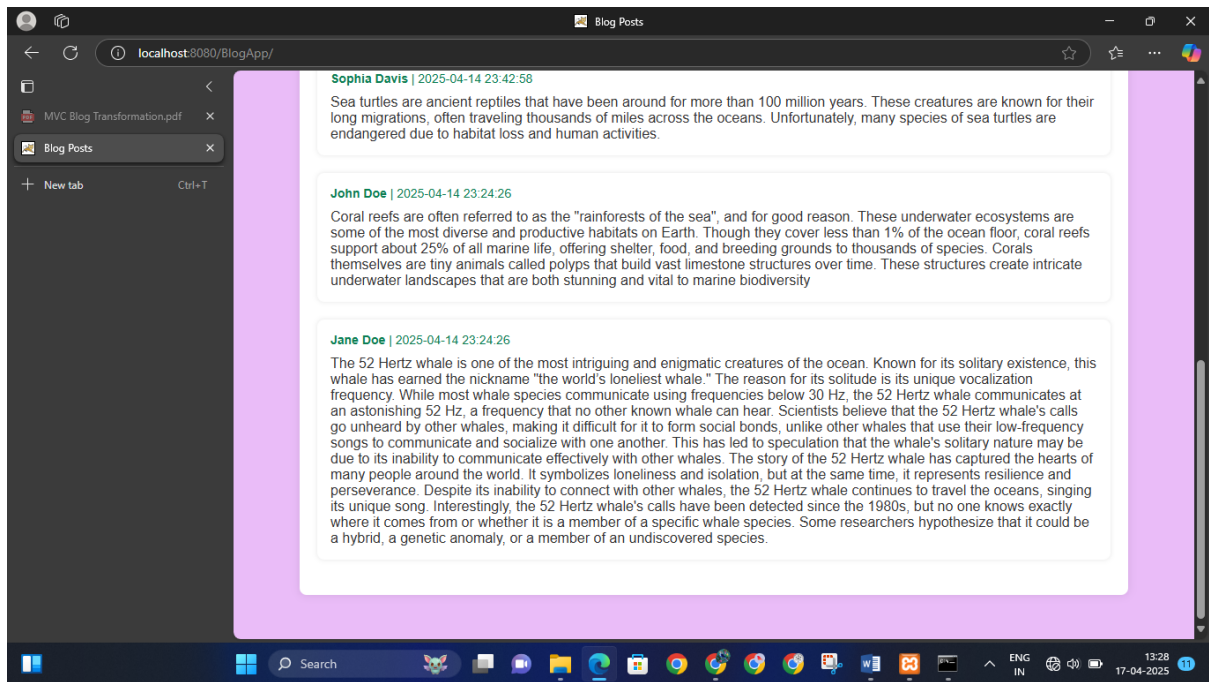 Blog Posts
localhost:8080/BlogApp/
MVC Blog Transformation.pdf
Blog Posts
New tab Ctrl+T
Sophia Davis | 2025-04-14 23:42:58
Sea turtles are ancient reptiles that have been around for more than 100 million years. These creatures are known for their
long migrations, often traveling thousands of miles across the oceans. Unfortunately, many species of sea turtles are
endangered due to habitat loss and human activities.
John Doe | 2025-04-14 23:24:26
Coral reefs are often referred to as the "rainforests of the sea", and for good reason. These underwater ecosystems are
some of the most diverse and productive habitats on Earth. Though they cover less than 1% of the ocean floor, coral reefs
support about 25% of all marine life, offering shelter, food, and breeding grounds to thousands of species. Corals
themselves are tiny animals called polyps that build vast limestone structures over time. These structures create intricate
underwater landscapes that are both stunning and vital to marine biodiversity
Jane Doe | 2025-04-14 23:24:26
The 52 Hertz whale is one of the most intriguing and enigmatic creatures of the ocean. Known for its solitary existence, this
whale has earned the nickname "the world's loneliest whale." The reason for its solitude is its unique vocalization
frequency. While most whale species communicate using frequencies below 30 Hz, the 52 Hertz whale communicates at
an astonishing 52 Hz, a frequency that no other known whale can hear. Scientists believe that the 52 Hertz whale's calls
go unheard by other whales, making it difficult for it to form social bonds, unlike other whales that use their low-frequency
songs to communicate and socialize with one another. This has led to speculation that the whale's solitary nature may be
due to its inability to communicate effectively with other whales. The story of the 52 Hertz whale has captured the hearts of
many people around the world. It symbolizes loneliness and isolation, but at the same time, it represents resilience and
perseverance. Despite its inability to connect with other whales, the 52 Hertz whale continues to travel the oceans, singing
its unique song. Interestingly, the 52 Hertz whale's calls have been detected since the 1980s, but no one knows exactly
where it comes from or whether it is a member of a specific whale species. Some researchers hypothesize that it could be
a hybrid, a genetic anomaly, or a member of an undiscovered species.
Search
ENG
IN
13:28
17-04-2025
11